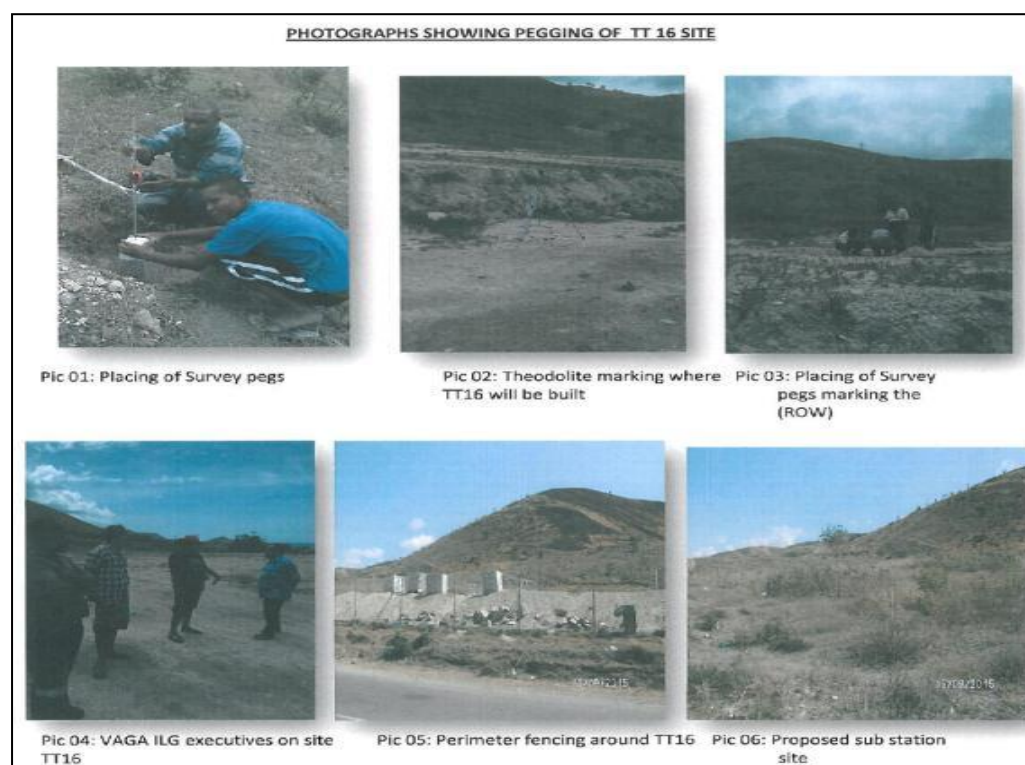 PHOTOGRAPHS SHOWING PEGGING OF TT 16 SITE
Pic 01: Placing of Survey pegs
Pic 02: Theodolite marking where
TT16 will be built
Pic 03: Placing of Survey
pegs marking the
(ROW)
Pic 04: VAGA ILG executives on site
TT16
Pic 05: Perimeter fencing around TT16
Pic 06: Proposed sub station
site